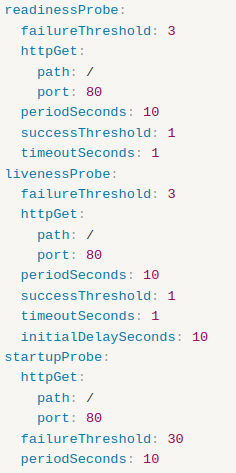 readinessProbe:
  failureThreshold: 3
  httpGet:
    path: /
    port: 80
  periodSeconds: 10
  successThreshold: 1
  timeoutSeconds: 1
livenessProbe:
  failureThreshold: 3
  httpGet:
    path: /
    port: 80
  periodSeconds: 10
  successThreshold: 1
  timeoutSeconds: 1
  initialDelaySeconds: 10
startupProbe:
  httpGet:
    path: /
    port: 80
  failureThreshold: 30
  periodSeconds: 10